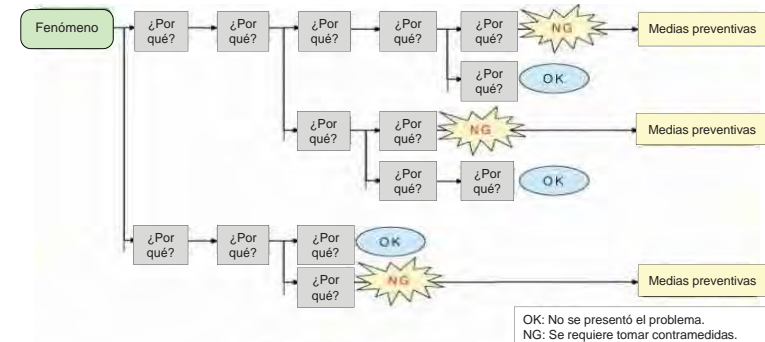 Fenómeno
¿Por
qué?
¿Por
qué?
¿Por
qué?
¿Por
qué?
¿Por
qué?
NG
Medias preventivas
¿Por
qué?
OK
¿Por
qué?
¿Por
qué?
NG
Medias preventivas
¿Por
qué?
¿Por
qué?
OK
¿Por
qué?
¿Por
qué?
¿Por
qué?
OK
¿Por
qué?
NG
Medias preventivas
OK: No se presentó el problema.
NG: Se requiere tomar contramedidas.